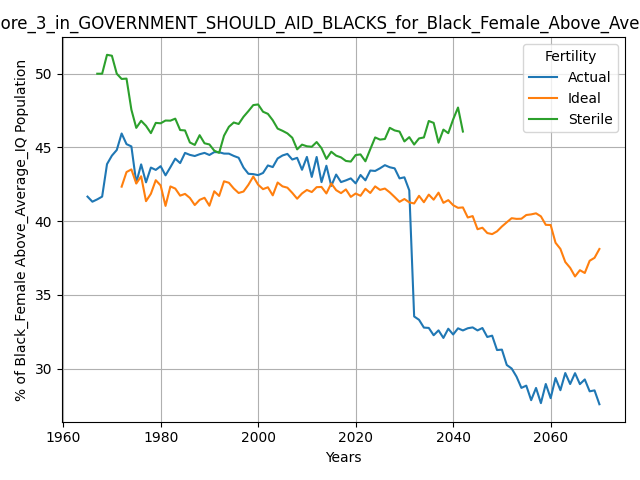 ore_3_in_GOVERNMENT_SHOULD_AID_BLACKS_for_Black_Female_Above_Ave
% of Black_Female Above_Average_IQ Population
50
45
40
35
30
1960
1980
2000
2020
2040
2060
Years
Fertility
Actual
Ideal
Sterile